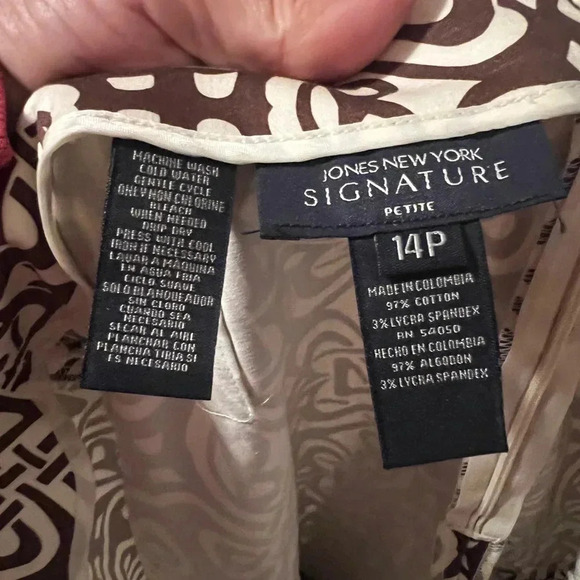 MACHINE WASH
COLD WATER
GENTLE CYCLE
ONLY NON CHLORINE
BLEACH
WHEN NEEDED
DRIP DRY
PRESS WITH COOL
IRON IF NECESSARY
LAVAR A MAQUINA
EN AGUA FRIA
CICLO SUAVE
SOLO BLANQUEADOR
SIN CLORO
CUANDO SEA
NECESARIO
SECAR AL AIRE
PLANCHAR CON
PLANCHA TIBIA SI
ES NECESARIO
JONES NEW YORK
SIGNATURE
PETITE
14P
MADE IN COLOMBIA
97% COTTON
3% LYCRA SPANDEX
RN 54050
HECHO EN COLOMBIA
97% ALGODON
3% LYCRA SPANDEX